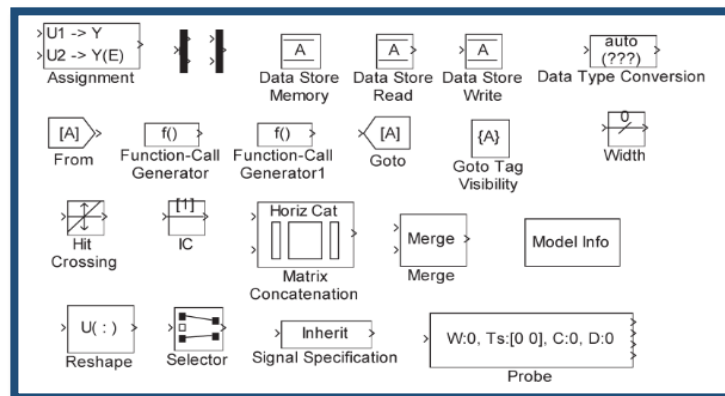 U1 -> Y
U2 -> Y(E)
Assignment
A
Data Store
Memory
A
Data Store
Read
A
Data Store
Write
auto
(???)
Data Type Conversion
[A]
From
f()
Function-Call
Generator
f()
Function-Call
Generator1
[A]
Goto
{A}
Goto Tag
Visibility
0
Width
Hit
Crossing
[1]
IC
Horiz Cat
Matrix
Concatenation
Merge
Merge
Model Info
U( : )
Reshape
Selector
Inherit
Signal Specification
W:0, Ts:[0 0], C:0, D:0
Probe